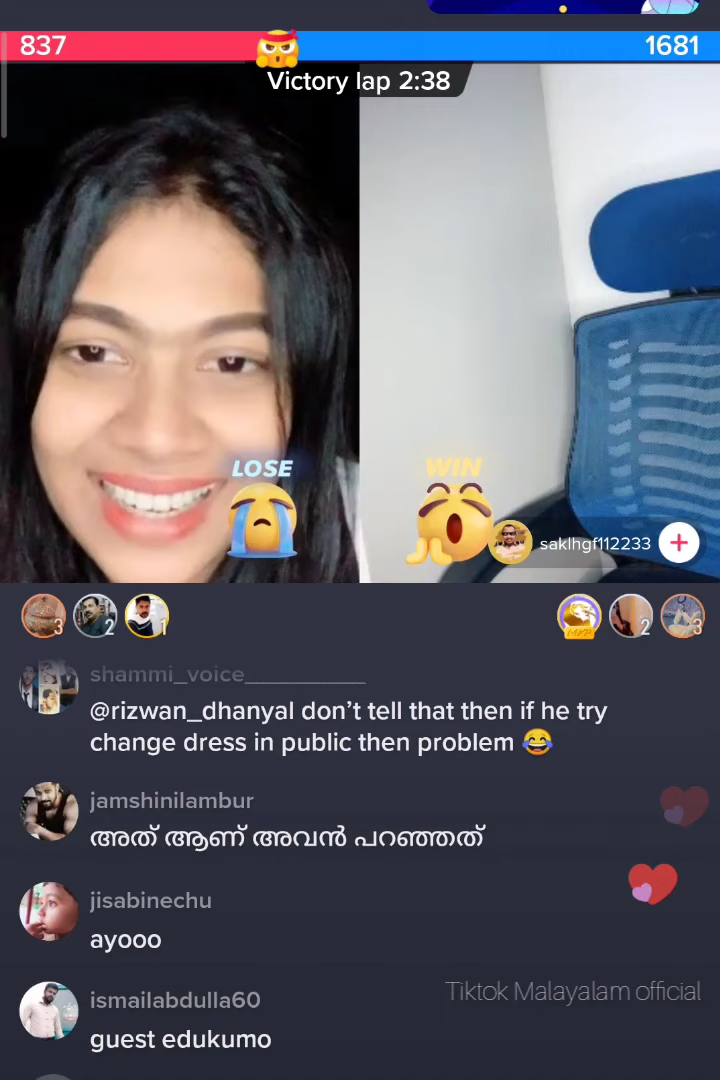 837
1681
Victory lap 2:38
LOSE
WIN
saklhgf112233
3
2
1
2
3
shammi_voice__________
@rizwan_dhanyal don’t tell that then if he try
change dress in public then problem
jamshinilambur
അത് ആണ് അവൻ പറഞ്ഞത്
jisabinechu
ayooo
Tiktok Malayalam official
ismailabdulla60
guest edukumo